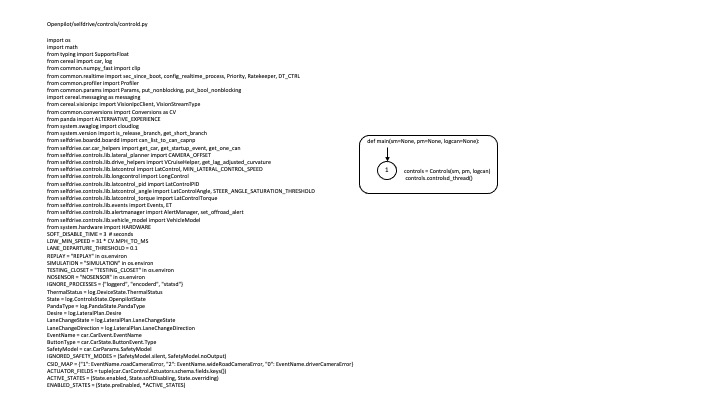 Openpilot/selfdrive/controls/controld.py
import os
import math
from typing import SupportsFloat
from cereal import car, log
from common.numpy_fast import clip
from common.realtime import sec_since_boot, config_realtime_process, Priority, Ratekeeper, DT_CTRL
from common.profiler import Profiler
from common.params import Params, put_nonblocking, put_bool_nonblocking
import cereal.messaging as messaging
from cereal.visionipc import VisionIpcClient, VisionStreamType
from common.conversions import Conversions as CV
from panda import ALTERNATIVE_EXPERIENCE
from system.swaglog import cloudlog
from system.version import is_release_branch, get_short_branch
from selfdrive.boardd.boardd import can_list_to_can_capnp
from selfdrive.car.car_helpers import get_car, get_startup_event, get_one_can
from selfdrive.controls.lib.lateral_planner import CAMERA_OFFSET
from selfdrive.controls.lib.drive_helpers import VCruiseHelper, get_lag_adjusted_curvature
from selfdrive.controls.lib.latcontrol import LatControl, MIN_LATERAL_CONTROL_SPEED
from selfdrive.controls.lib.longcontrol import LongControl
from selfdrive.controls.lib.latcontrol_pid import LatControlPID
from selfdrive.controls.lib.latcontrol_angle import LatControlAngle, STEER_ANGLE_SATURATION_THRESHOLD
from selfdrive.controls.lib.latcontrol_torque import LatControlTorque
from selfdrive.controls.lib.events import Events, ET
from selfdrive.controls.lib.alertmanager import AlertManager, set_offroad_alert
from selfdrive.controls.lib.vehicle_model import VehicleModel
from system.hardware import HARDWARE
SOFT_DISABLE_TIME = 3 # seconds
LDW_MIN_SPEED = 31 * CV.MPH_TO_MS
LANE_DEPARTURE_THRESHOLD = 0.1
REPLAY = "REPLAY" in os.environ
SIMULATION = "SIMULATION" in os.environ
TESTING_CLOSET = "TESTING_CLOSET" in os.environ
NOSENSOR = "NOSENSOR" in os.environ
IGNORE_PROCESSES = {"loggerd", "encoderd", "statsd"}
ThermalStatus = log.DeviceState.ThermalStatus
State = log.ControlsState.OpenpilotState
PandaType = log.PandaState.PandaType
Desire = log.LateralPlan.Desire
LaneChangeState = log.LateralPlan.LaneChangeState
LaneChangeDirection = log.LateralPlan.LaneChangeDirection
EventName = car.CarEvent.EventName
ButtonType = car.CarState.ButtonEvent.Type
SafetyModel = car.CarParams.SafetyModel
IGNORED_SAFETY_MODES = (SafetyModel.silent, SafetyModel.noOutput)
CSID_MAP = {"1": EventName.roadCameraError, "2": EventName.wideRoadCameraError, "0": EventName.driverCameraError}
ACTUATOR_FIELDS = tuple(car.CarControl.Actuators.schema.fields.keys())
ACTIVE_STATES = (State.enabled, State.softDisabling, State.overriding)
ENABLED_STATES = (State.preEnabled, *ACTIVE_STATES)
def main(sm=None, pm=None, logcan=None):
1
controls = Controls(sm, pm, logcan)
controls.controlsd_thread()